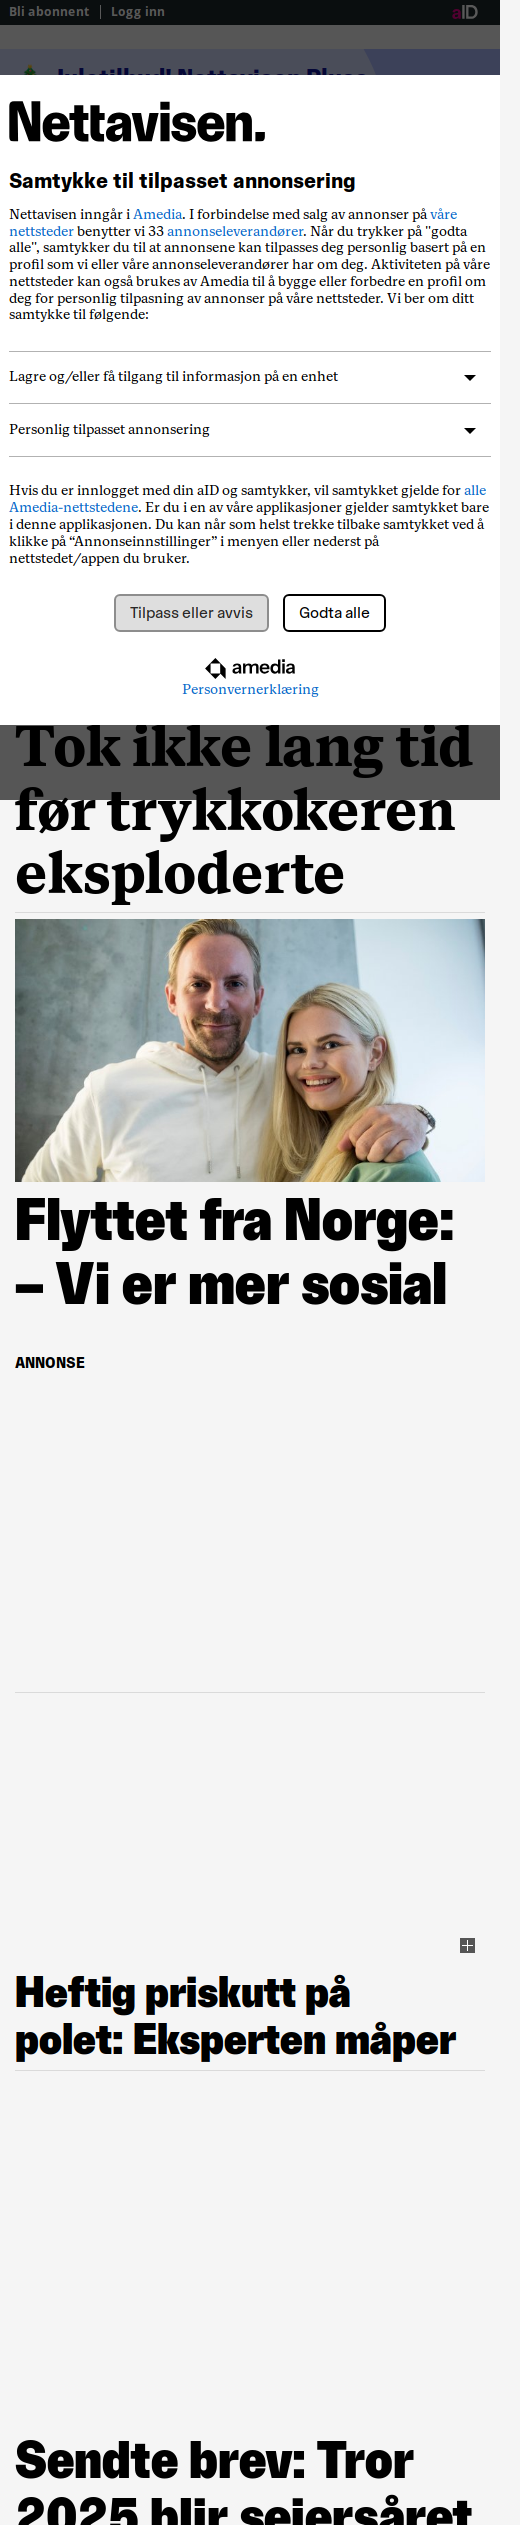 Bli abonnent | Logg inn
aID
Nettavisen.
Samtykke til tilpasset annonsering
Nettavisen inngår i Amedia. I forbindelse med salg av annonser på våre
nettsteder benytter vi 33 annonseleverandører. Når du trykker på "godta
alle", samtykker du til at annonsene kan tilpasses deg personlig basert på en
profil som vi eller våre annonseleverandører har om deg. Aktiviteten på våre
nettsteder kan også brukes av Amedia til å bygge eller forbedre en profil om
deg for personlig tilpasning av annonser på våre nettsteder. Vi ber om ditt
samtykke til følgende:
Lagre og/eller få tilgang til informasjon på en enhet
Personlig tilpasset annonsering
Hvis du er innlogget med din aID og samtykker, vil samtykket gjelde for alle
Amedia-nettstedene. Er du i en av våre applikasjoner gjelder samtykket bare
i denne applikasjonen. Du kan når som helst trekke tilbake samtykket ved å
klikke på “Annonseinnstillinger” i menyen eller nederst på
nettstedet/appen du bruker.
Tilpass eller avvis
Godta alle
amedia
Personvernerklæring
Tok ikke lang tid
før trykkokeren
eksploderte
Flyttet fra Norge:
– Vi er mer sosial
ANNONSE
Heftig priskutt på
polet: Eksperten måper
Sendte brev: Tror
2025 blir seiersåret